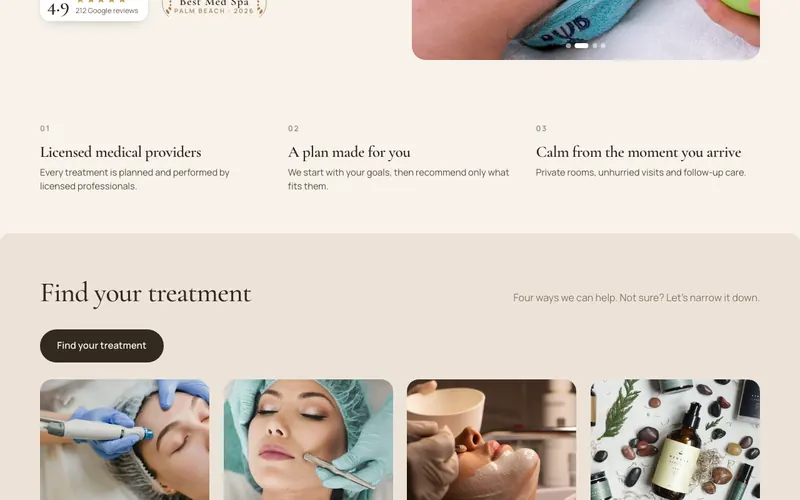 4.9
212 Google reviews
Best Med Spa
PALM BEACH · 2026
01
Licensed medical providers
Every treatment is planned and performed by
licensed professionals.
02
A plan made for you
We start with your goals, then recommend only what
fits them.
03
Calm from the moment you arrive
Private rooms, unhurried visits and follow-up care.
Find your treatment
Four ways we can help. Not sure? Let's narrow it down.
Find your treatment